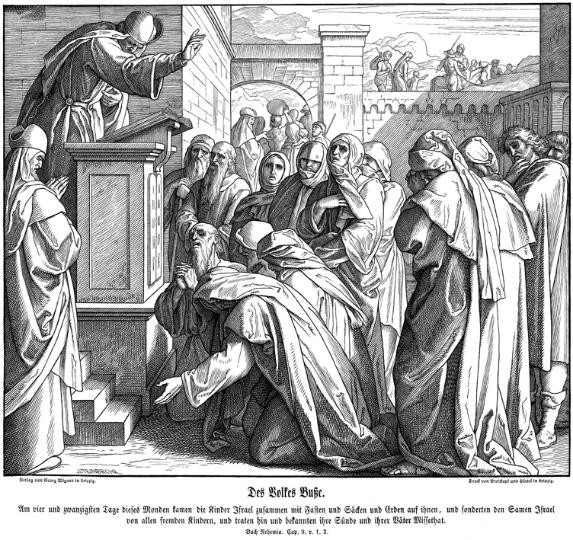 Verlag von Georg Wigand in Leipzig.
Druck von Breitkopf und Härtel in Leipzig.
Des Volkes Buße.
Am vier und zwanzigsten Tage dieses Monden kamen die Kinder Israel zusammen mit Fasten und Säcken und Erden auf ihnen, und sonderten den Samen Israel
von allen fremden Kindern, und traten hin und bekannten ihre Sünde und ihrer Väter Missethat.
Buch Nehemia. Cap. 9. v. 1. 2.